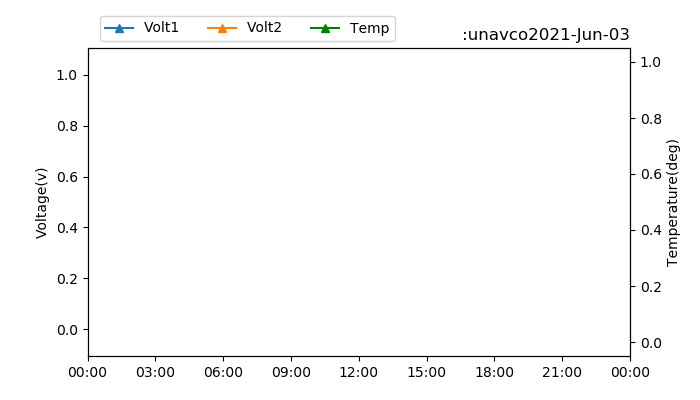 Volt1 Volt2 Temp
:unavco2021-Jun-03
Voltage(v)
1.0
0.8
0.6
0.4
0.2
0.0
1.0
0.8
0.6
0.4
0.2
0.0
Temperature(deg)
00:00 03:00 06:00 09:00 12:00 15:00 18:00 21:00 00:00